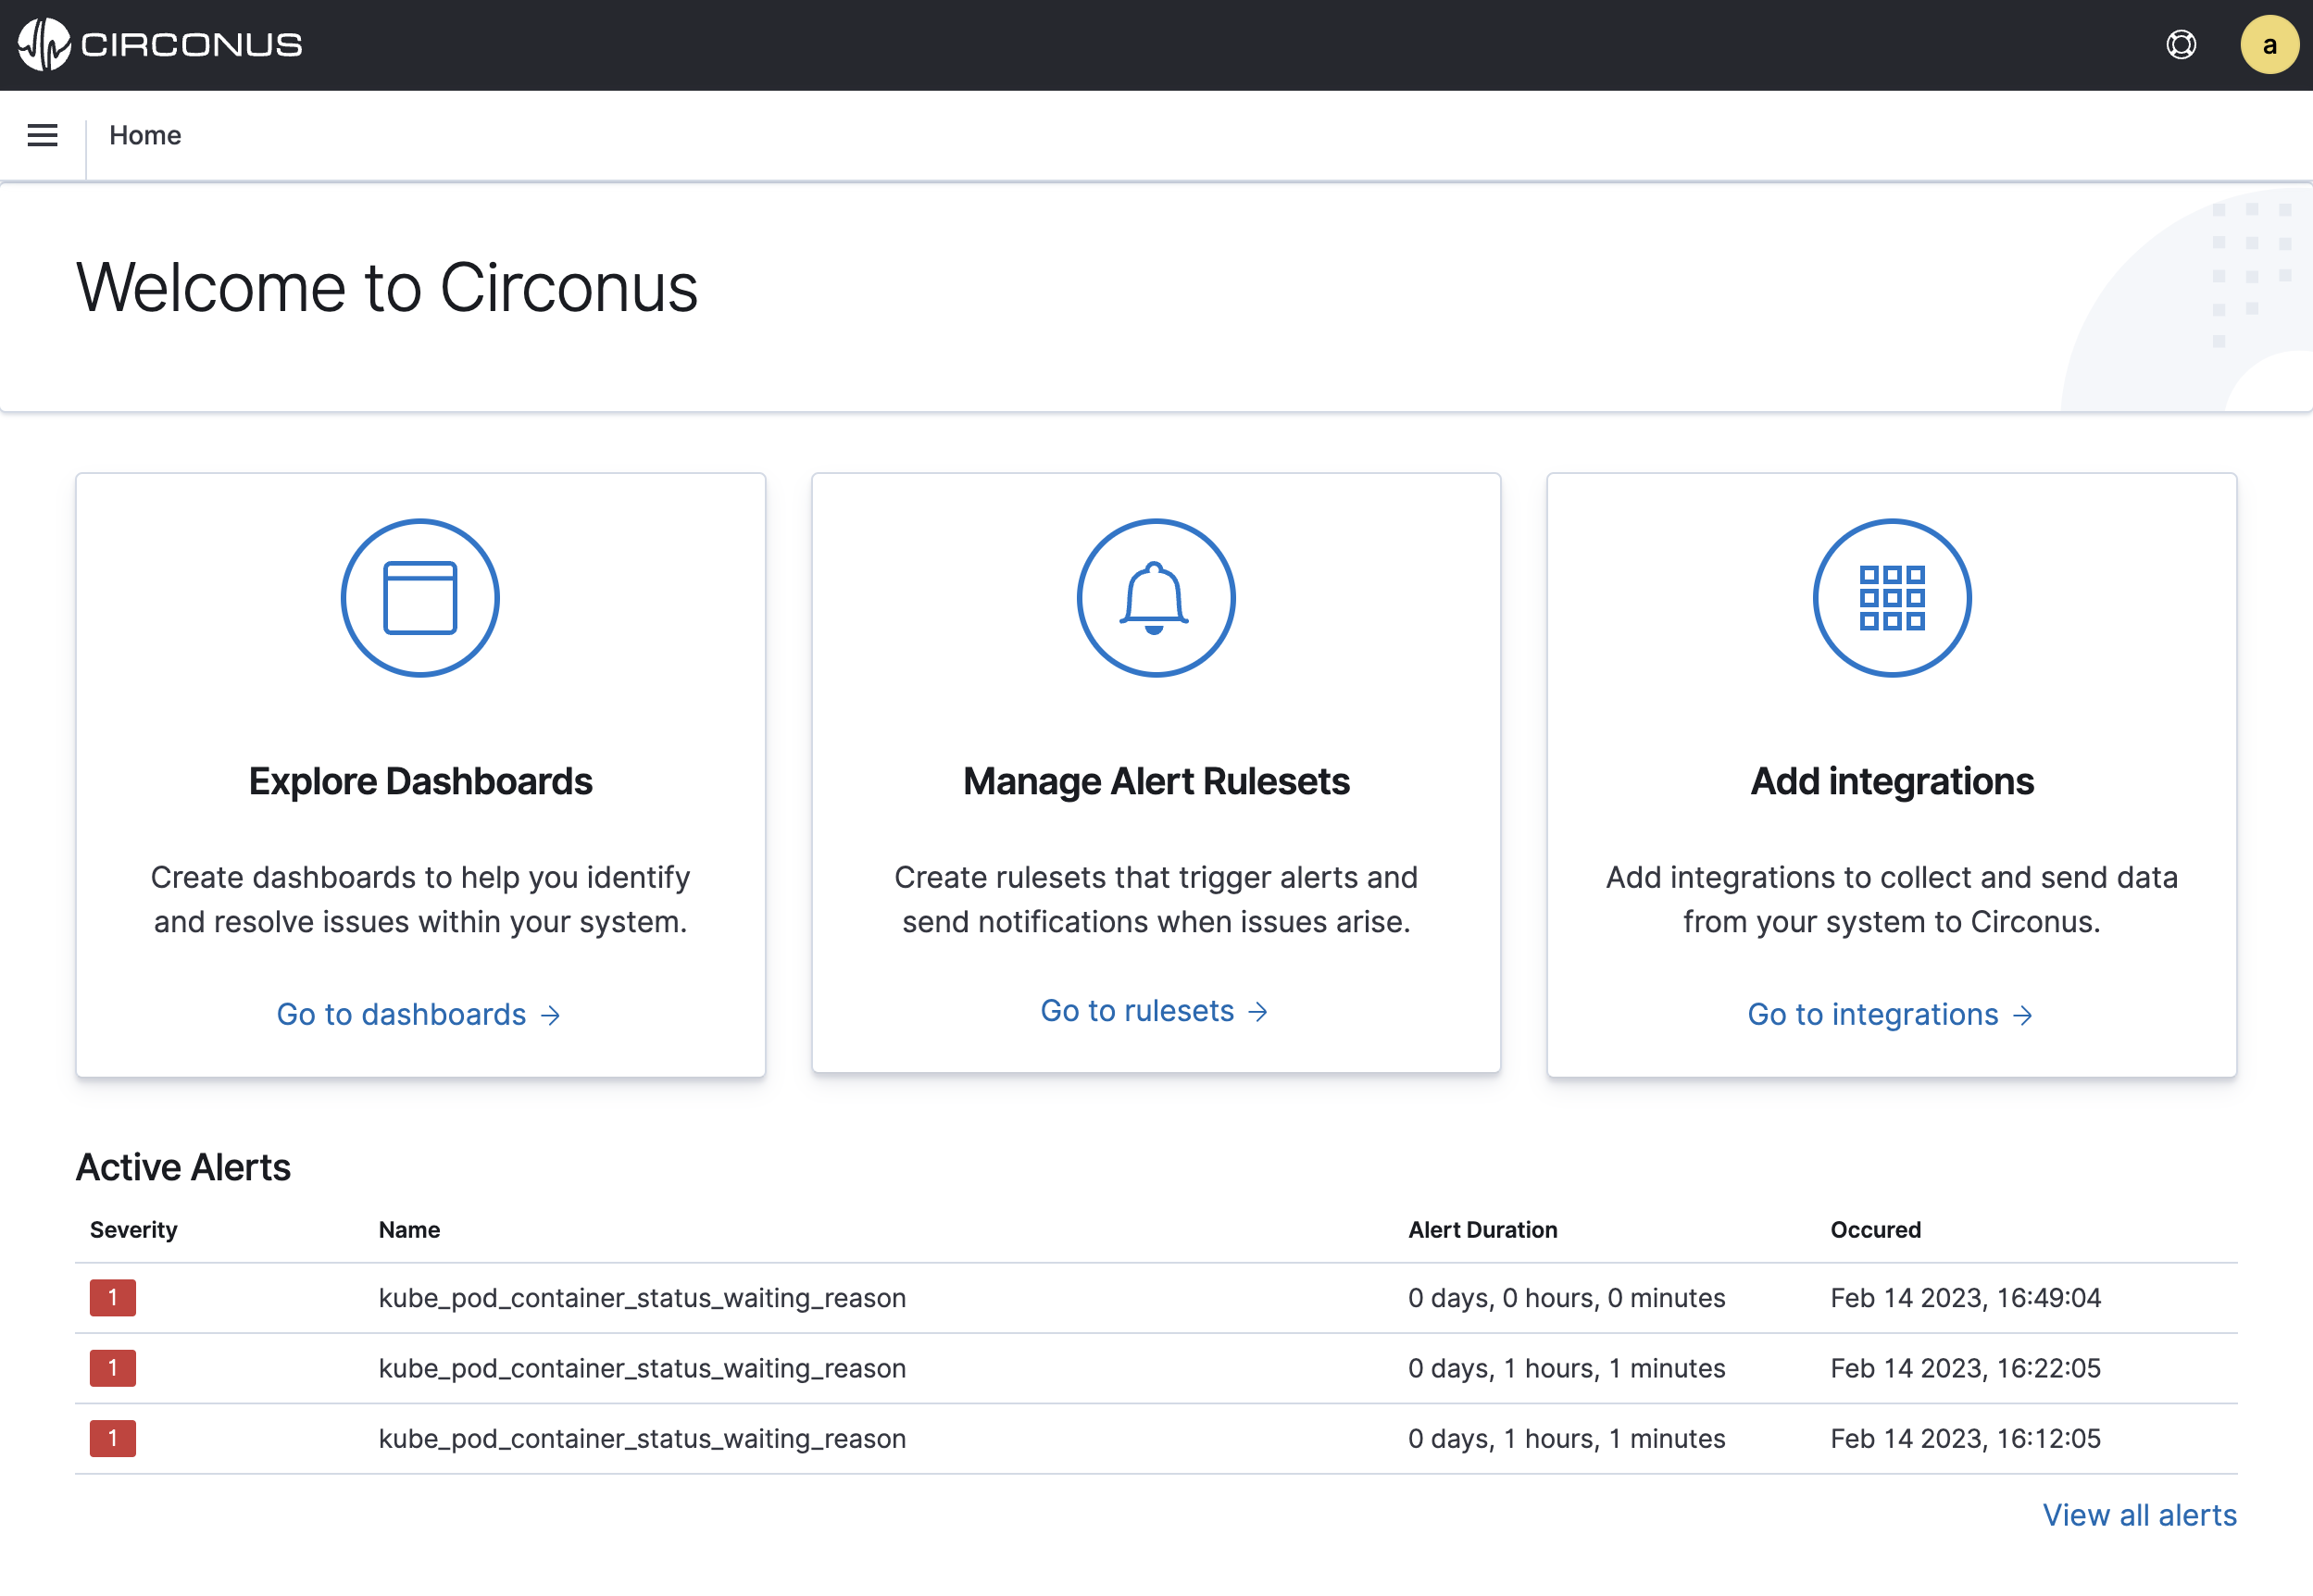 CIRCONUS
a
Home
Welcome to Circonus
Explore Dashboards
Create dashboards to help you identify
and resolve issues within your system.
Go to dashboards →
Manage Alert Rulesets
Create rulesets that trigger alerts and
send notifications when issues arise.
Go to rulesets →
Add integrations
Add integrations to collect and send data
from your system to Circonus.
Go to integrations →
Active Alerts
Severity Name Alert Duration Occured
1 kube_pod_container_status_waiting_reason 0 days, 0 hours, 0 minutes Feb 14 2023, 16:49:04
1 kube_pod_container_status_waiting_reason 0 days, 1 hours, 1 minutes Feb 14 2023, 16:22:05
1 kube_pod_container_status_waiting_reason 0 days, 1 hours, 1 minutes Feb 14 2023, 16:12:05
View all alerts